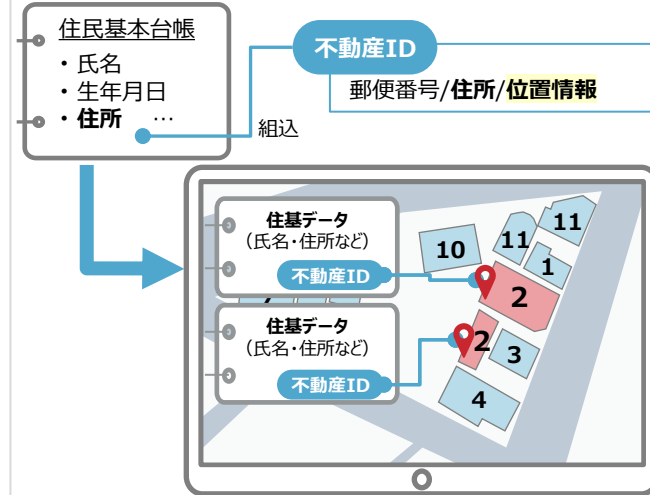 住民基本台帳
・氏名
・生年月日
・住所 …
不動産ID
郵便番号/住所/位置情報
組込
住基データ
(氏名・住所など)
不動産ID
住基データ
(氏名・住所など)
不動産ID
11
11
10
1
2
2
3
4